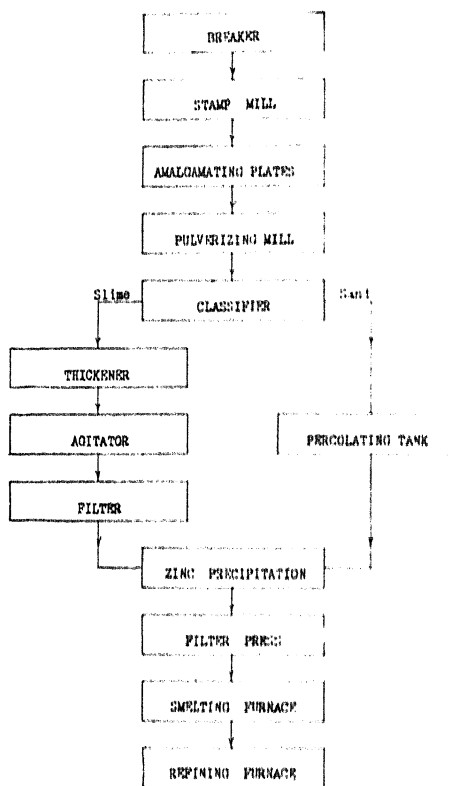 BREAKER
STAMP MILL
AMALGAMATING PLATES
PULVERIZING MILL
Slime
Sand
CLASSIFIER
THICKENER
AGITATOR
PERCOLATING TANK
FILTER
ZINC PRECIPITATION
FILTER PRESS
SMELTING FURNACE
REFINING FURNACE